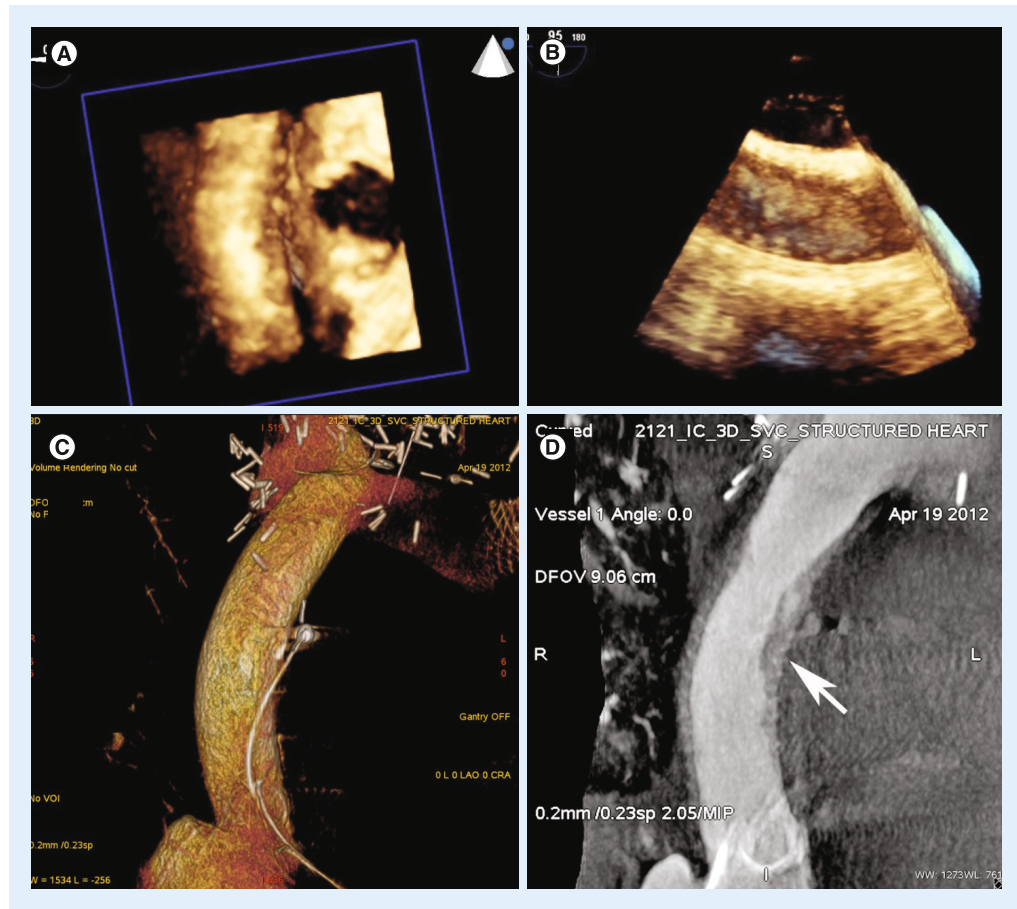 A
B
95 180
C
2121_IC_3D_SVC_STRUCTURED HEART
I 519
Volume Rendering No cut
Apr 19 2012
DFO cm
No F
R
L
6
0
Gantry OFF
0 L 0 LAO 0 CRA
No VOI
0.2mm /0.23sp
W = 1534 L = -256
D
2121_IC_3D_SVC_STRUCTURED HEART
S
Vessel 1 Angle: 0.0
Apr 19 2012
DFOV 9.06 cm
R
L
0.2mm /0.23sp 2.05/MIP
I
WW: 1273WL: 761